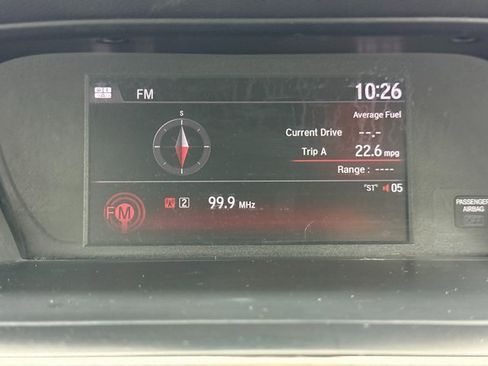 FM 10:26
S
Average Fuel
Current Drive --.-
Trip A 22.6 mpg
Range : ----
"ST" 05
FM 2 99.9 MHz
PASSENGER
AIRBAG